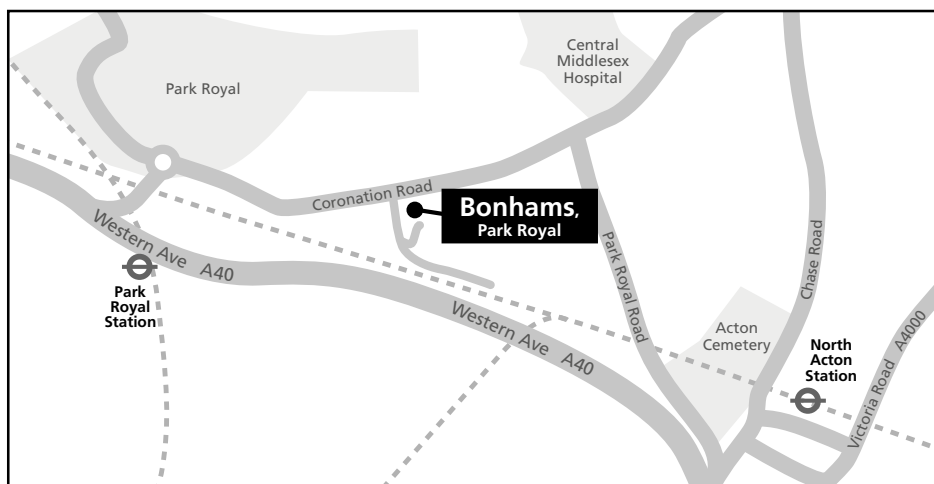 Central
Middlesex
Hospital
Park Royal
Coronation Road
Bonhams,
Park Royal
Western Ave A40
Park
Royal
Station
Park Royal Road
Chase Road
Western Ave A40
Acton
Cemetery
North
Acton
Station
Victoria Road A4000